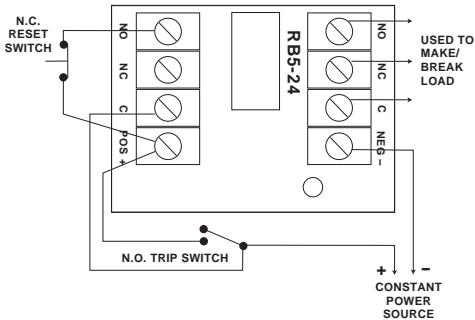 N.C.
RESET
SWITCH
NO
NC
C
POS +
RB5-24
NO
NC
C
NEG –
USED TO
MAKE/
BREAK
LOAD
N.O. TRIP SWITCH
+ –
CONSTANT
POWER
SOURCE